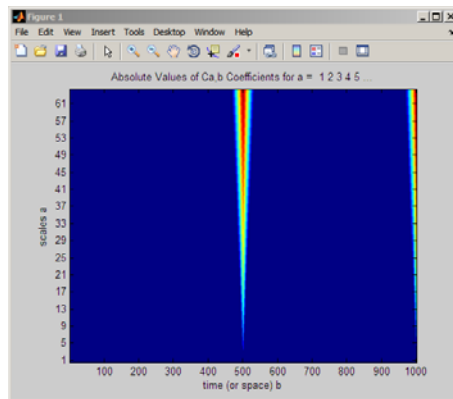 Figure 1
File Edit View Insert Tools Desktop Window Help
Absolute Values of Ca,b Coefficients for a = 1 2 3 4 5 ...
61
57
53
49
45
41
37
33
29
25
21
17
13
9
5
1
scales a
100 200 300 400 500 600 700 800 900 1000
time (or space) b